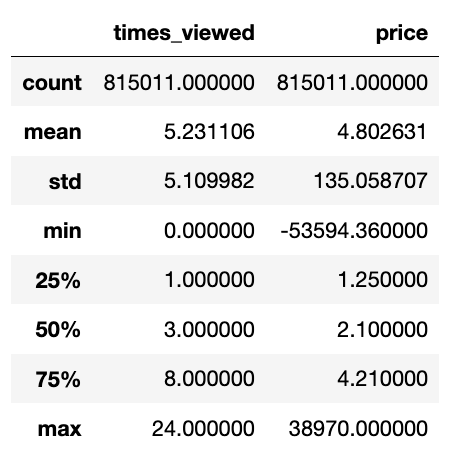 times_viewed price
count 815011.000000 815011.000000
mean 5.231106 4.802631
std 5.109982 135.058707
min 0.000000 -53594.360000
25% 1.000000 1.250000
50% 3.000000 2.100000
75% 8.000000 4.210000
max 24.000000 38970.000000